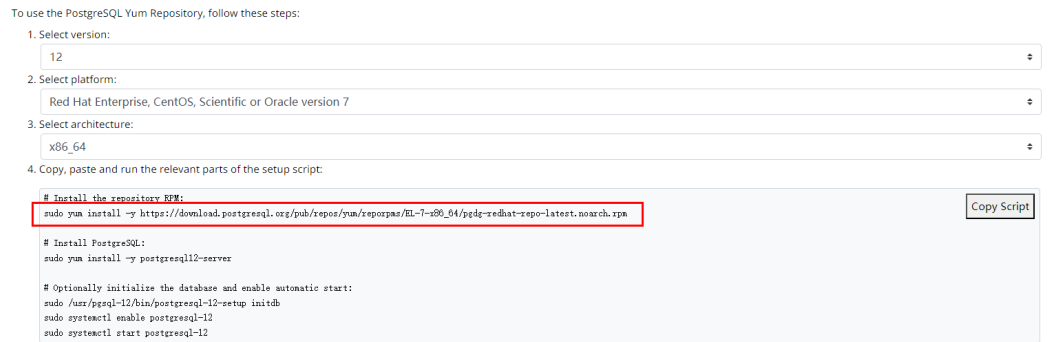 To use the PostgreSQL Yum Repository, follow these steps:
1. Select version:
12
2. Select platform:
Red Hat Enterprise, CentOS, Scientific or Oracle version 7
3. Select architecture:
x86_64
4. Copy, paste and run the relevant parts of the setup script:
# Install the repository RPM:
sudo yum install -y https://download.postgresql.org/pub/repos/yum/reporpms/EL-7-x86_64/pgdg-redhat-repo-latest.noarch.rpm
Copy Script
# Install PostgreSQL:
sudo yum install -y postgresql12-server
# Optionally initialize the database and enable automatic start:
sudo /usr/pgsql-12/bin/postgresql-12-setup initdb
sudo systemctl enable postgresql-12
sudo systemctl start postgresql-12